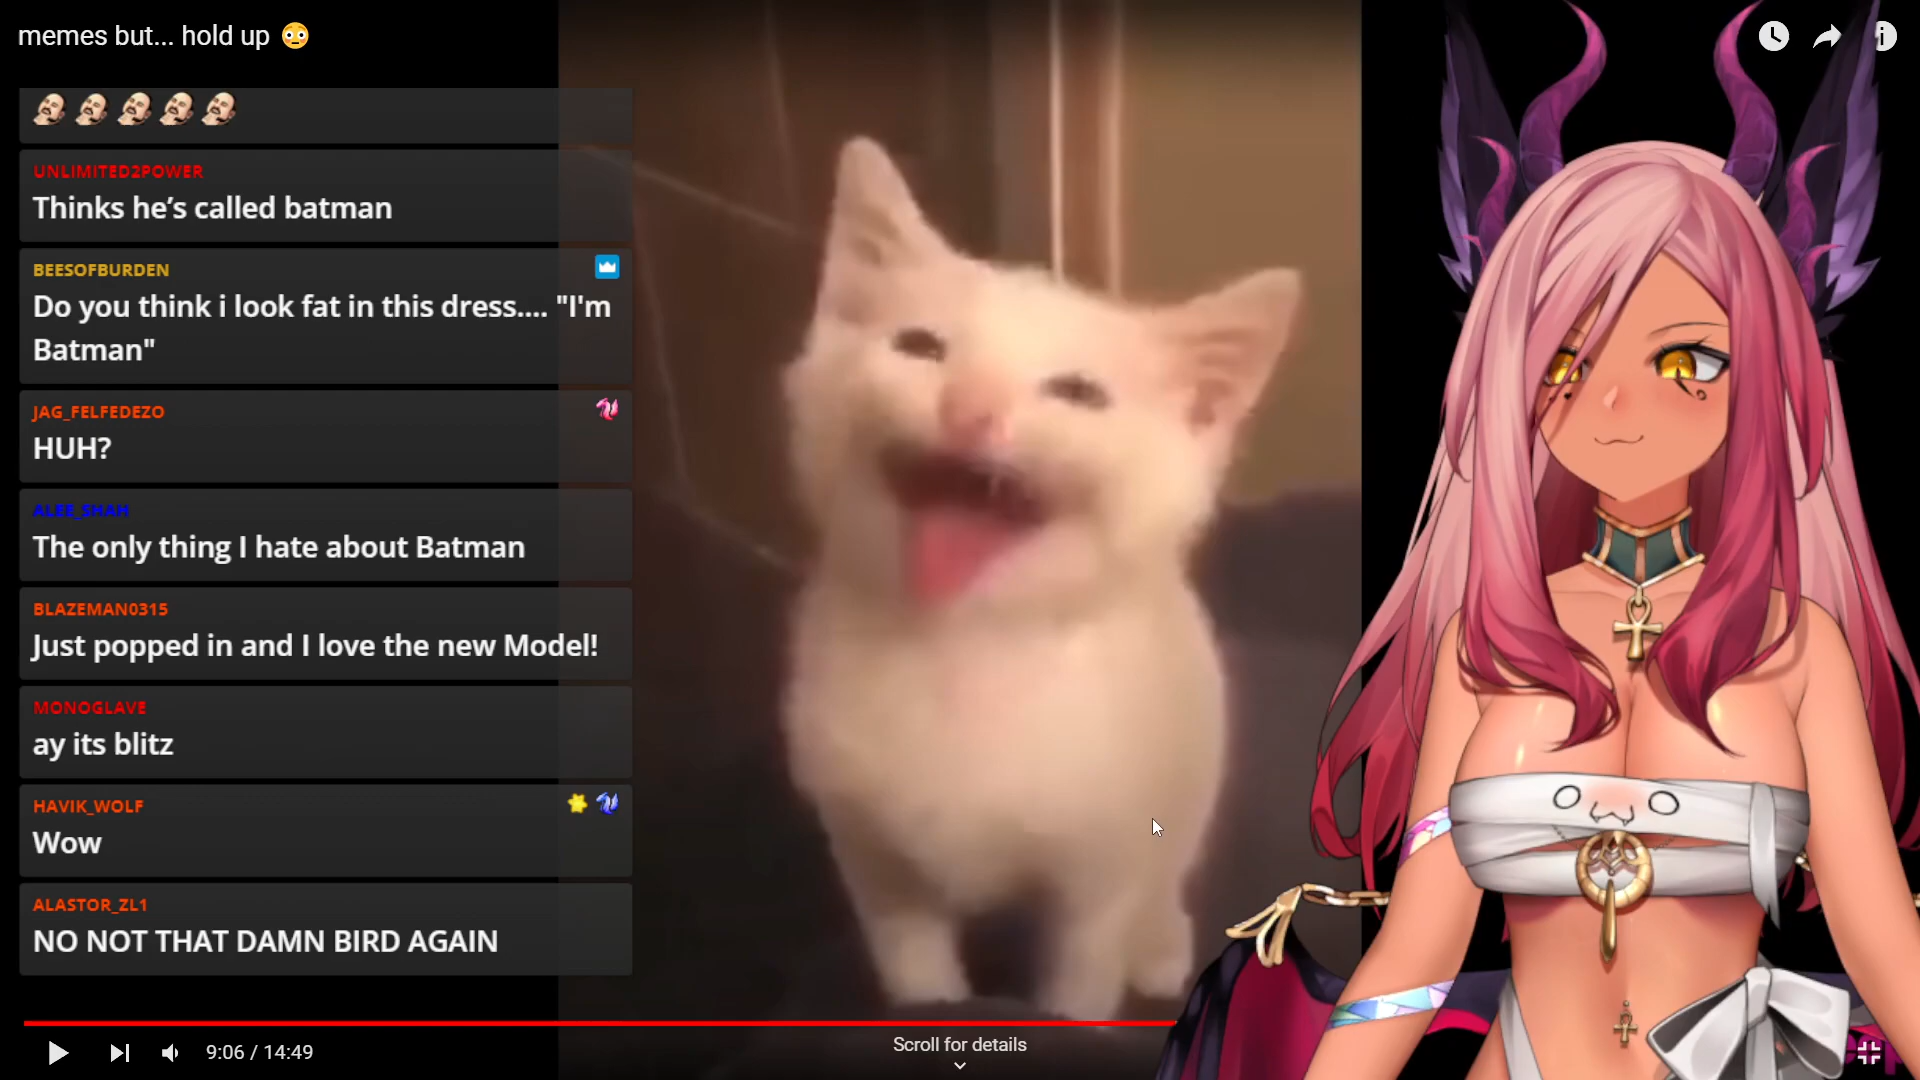 memes but... hold up 😳
UNLIMITED2POWER
Thinks he's called batman
BEESOFBURDEN
Do you think i look fat in this dress.... "I'm
Batman"
JAG_FELFEDEZO
HUH?
ALEE_SHAH
The only thing I hate about Batman
BLAZEMAN0315
Just popped in and I love the new Model!
MONOGLAVE
ay its blitz
HAVIK_WOLF
Wow
ALASTOR_ZL1
NO NOT THAT DAMN BIRD AGAIN
Scroll for details
9:06 / 14:49